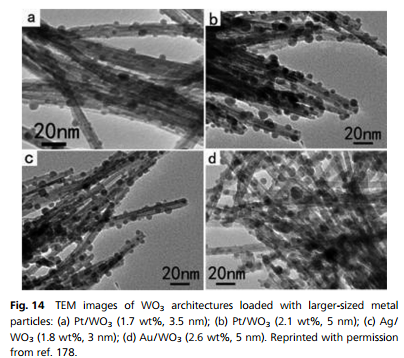 a
b
20nm
20nm
c
d
20nm
20nm
Fig. 14 TEM images of WO₃ architectures loaded with larger-sized metal
particles: (a) Pt/WO₃ (1.7 wt%, 3.5 nm); (b) Pt/WO₃ (2.1 wt%, 5 nm); (c) Ag/
WO₃ (1.8 wt%, 3 nm); (d) Au/WO₃ (2.6 wt%, 5 nm). Reprinted with permission
from ref. 178.